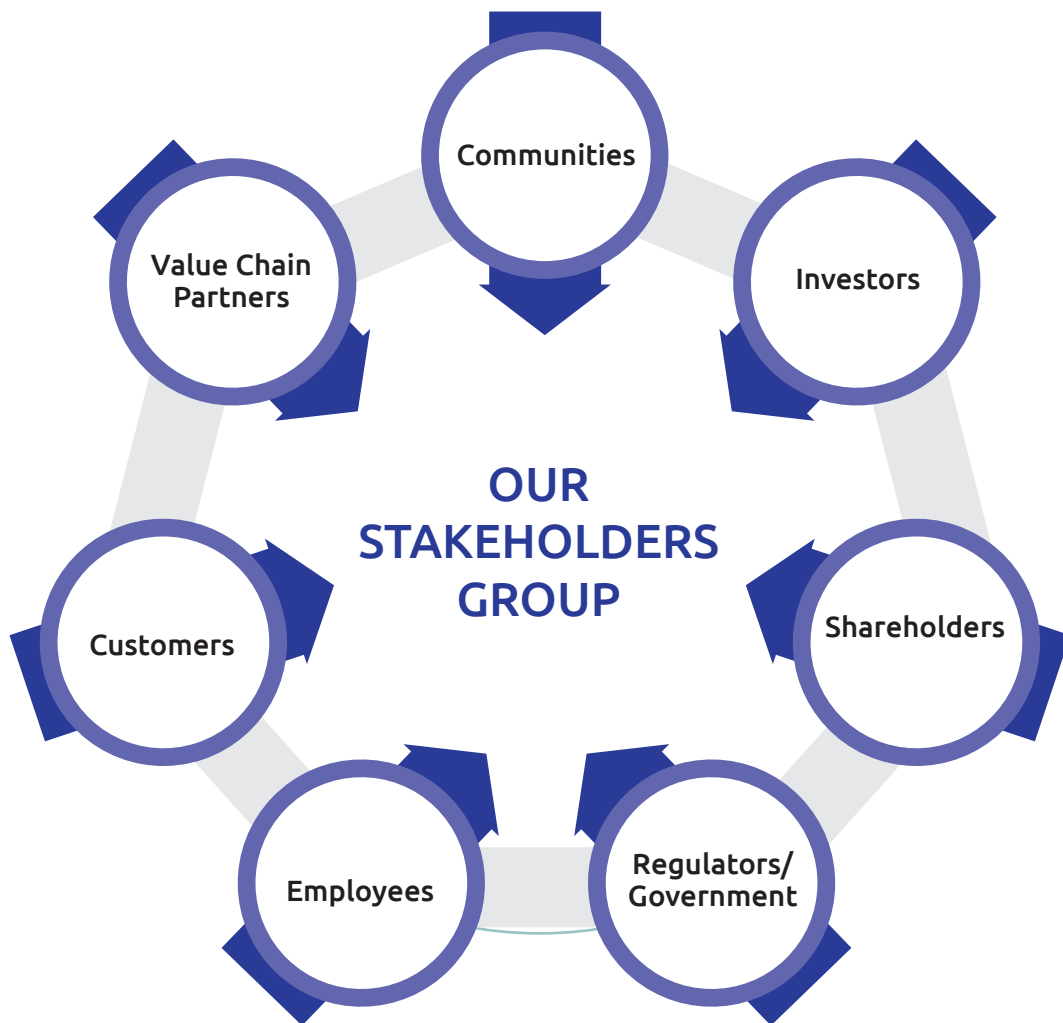 Communities
Value Chain
Partners
Investors
OUR
STAKEHOLDERS
GROUP
Customers
Shareholders
Employees
Regulators/
Government